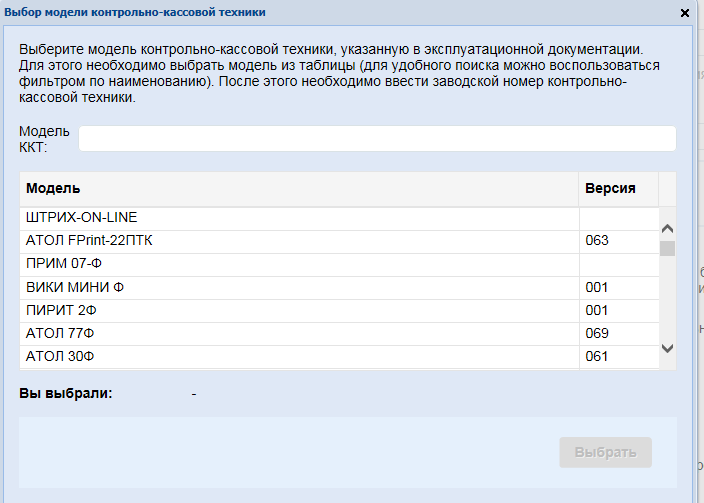 Выбор модели контрольно-кассовой техники
Выберите модель контрольно-кассовой техники, указанную в эксплуатационной документации.
Для этого необходимо выбрать модель из таблицы (для удобного поиска можно воспользоваться
фильтром по наименованию). После этого необходимо ввести заводской номер контрольно-
кассовой техники.
Модель
ККТ:
Модель Версия
ШТРИХ-ON-LINE
АТОЛ FPrint-22ПТК 063
ПРИМ 07-Ф
ВИКИ МИНИ Ф 001
ПИРИТ 2Ф 001
АТОЛ 77Ф 069
АТОЛ 30Ф 061
Вы выбрали: -
Выбрать